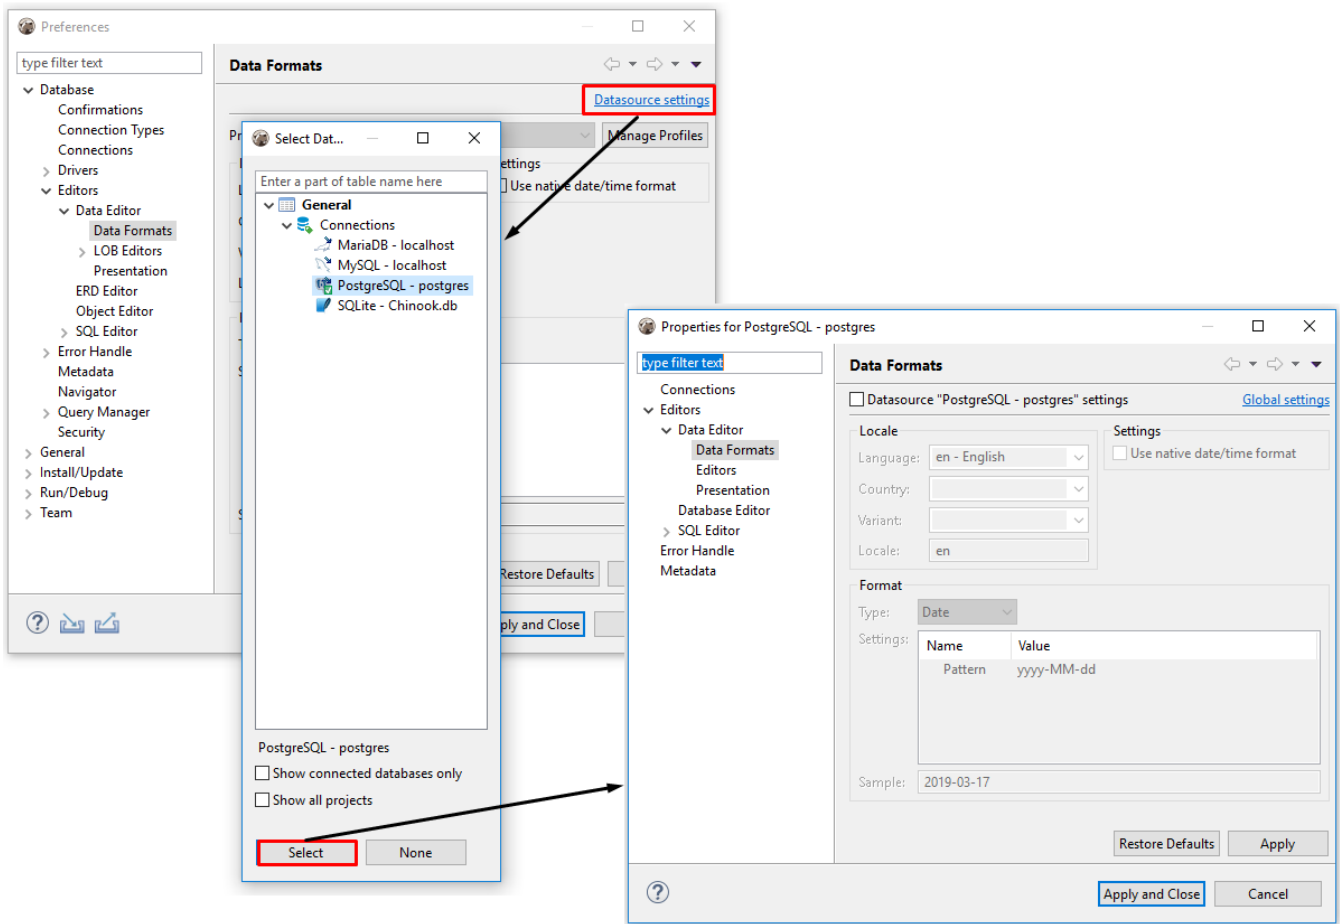 Preferences
type filter text
Database
Confirmations
Connection Types
Connections
Drivers
Editors
Data Editor
Data Formats
LOB Editors
Presentation
ERD Editor
Object Editor
SQL Editor
Error Handle
Metadata
Navigator
Query Manager
Security
General
Install/Update
Run/Debug
Team
Data Formats
Datasource settings
Manage Profiles
Use native date/time format
Restore Defaults
Select Dat...
Enter a part of table name here
General
Connections
MariaDB - localhost
MySQL - localhost
PostgreSQL - postgres
SQLite - Chinook.db
PostgreSQL - postgres
Show connected databases only
Show all projects
Select None
Properties for PostgreSQL - postgres
type filter text
Connections
Editors
Data Editor
Data Formats
Editors
Presentation
Database Editor
SQL Editor
Error Handle
Metadata
Data Formats
Datasource "PostgreSQL - postgres" settings Global settings
Locale
Language: en - English
Country:
Variant:
Locale: en
Settings
Use native date/time format
Format
Type: Date
Settings:
Name Value
Pattern yyyy-MM-dd
Sample: 2019-03-17
Restore Defaults Apply
Apply and Close Cancel